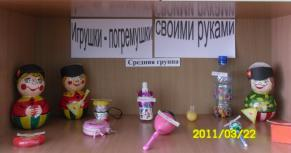 Игрушки - погремушки
своими руками
Средняя группа
2011/03/22